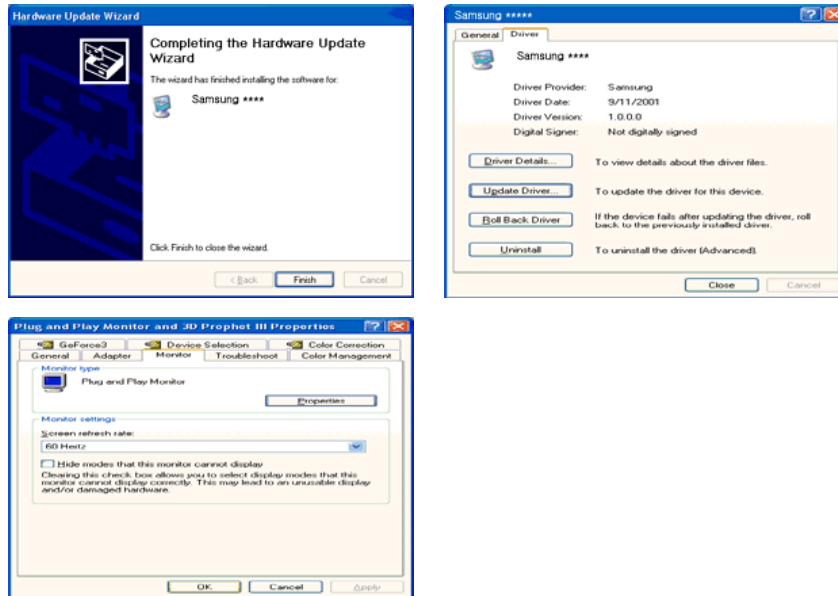 Hardware Update Wizard
Completing the Hardware Update
Wizard
The wizard has finished installing the software for:
Samsung ****
Click Finish to close the wizard.
< Back
Finish
Cancel
Samsung *****
General
Driver
Samsung ****
Driver Provider: Samsung
Driver Date: 9/11/2001
Driver Version: 1.0.0.0
Digital Signer: Not digitally signed
Driver Details...
To view details about the driver files.
Update Driver...
To update the driver for this device.
Roll Back Driver
If the device fails after updating the driver, roll
back to the previously installed driver.
Uninstall
To uninstall the driver (Advanced).
Close
Cancel
Plug and Play Monitor and 3D Prophet III Properties
GeForce3
Device Selection
Color Correction
General
Adapter
Monitor
Troubleshoot
Color Management
Monitor type
Plug and Play Monitor
Properties
Monitor settings
Screen refresh rate:
60 Hertz
Hide modes that this monitor cannot display
Clearing this check box allows you to select display modes that this
monitor cannot display correctly. This may lead to an unusable display
and/or damaged hardware.
OK
Cancel
Apply